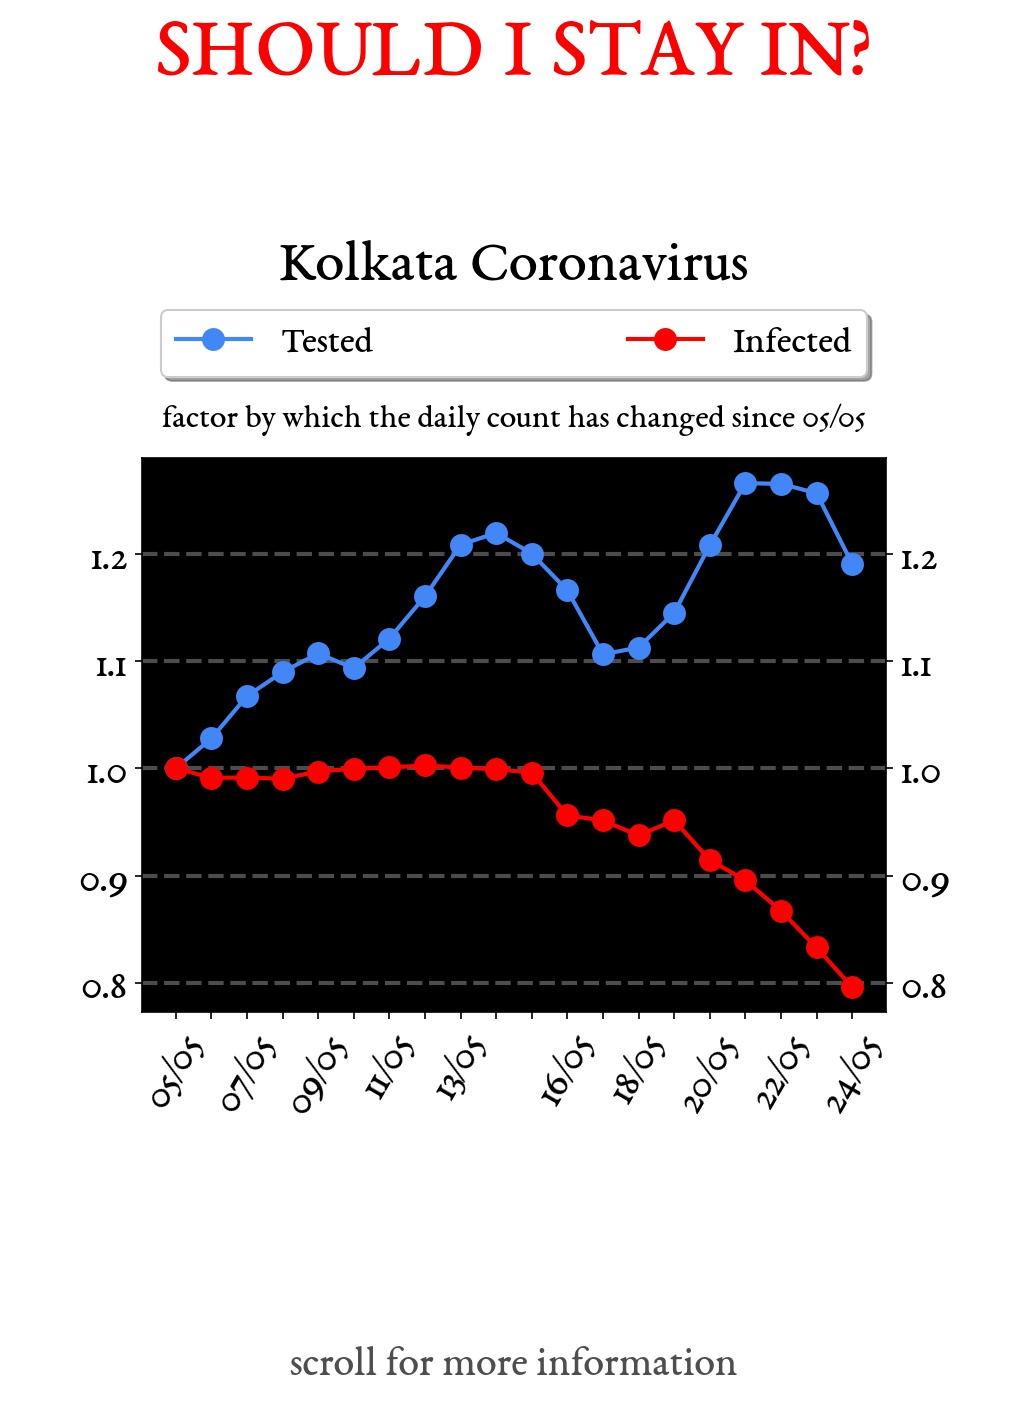 SHOULD I STAY IN?
Kolkata Coronavirus
Tested Infected
factor by which the daily count has changed since 05/05
1.2 1.2
1.1 1.1
1.0 1.0
0.9 0.9
0.8 0.8
05/05 07/05 09/05 11/05 13/05 16/05 18/05 20/05 22/05 24/05
scroll for more information